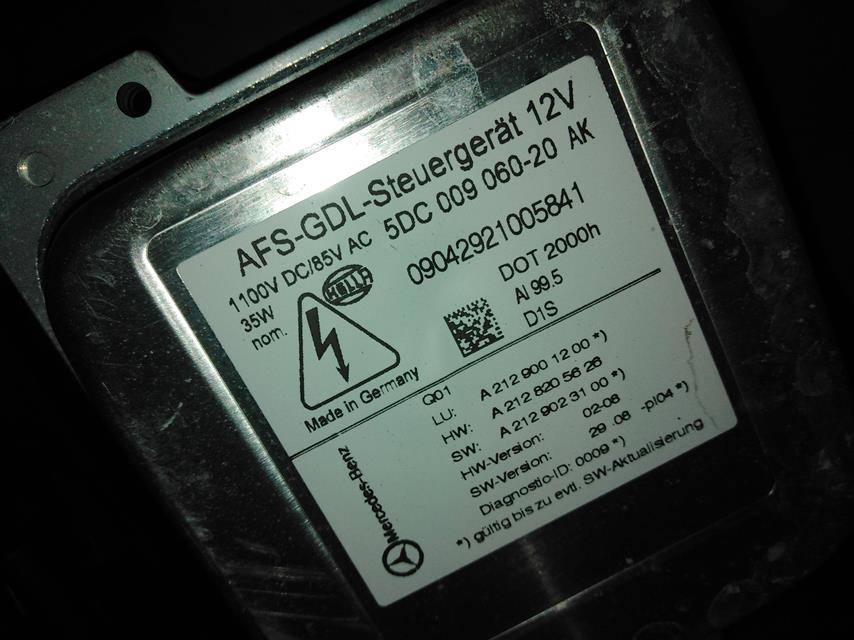 AFS-GDL-Steuergerät 12V
1100V DC/85V AC 5DC 009 060-20 AK
35W
nom.
HELLA
09042921005841
DOT 2000h
Al 99.5
D1S
Made in Germany
Q01
LU: A 212 900 12 00 *)
HW: A 212 820 56 26
SW: A 212 902 31 00 *)
HW-Version: 02-08
SW-Version: 29 .08 -pl04 *)
Diagnostic-ID: 0009 *)
*) gültig bis zu evtl. SW-Aktualisierung
Mercedes-Benz